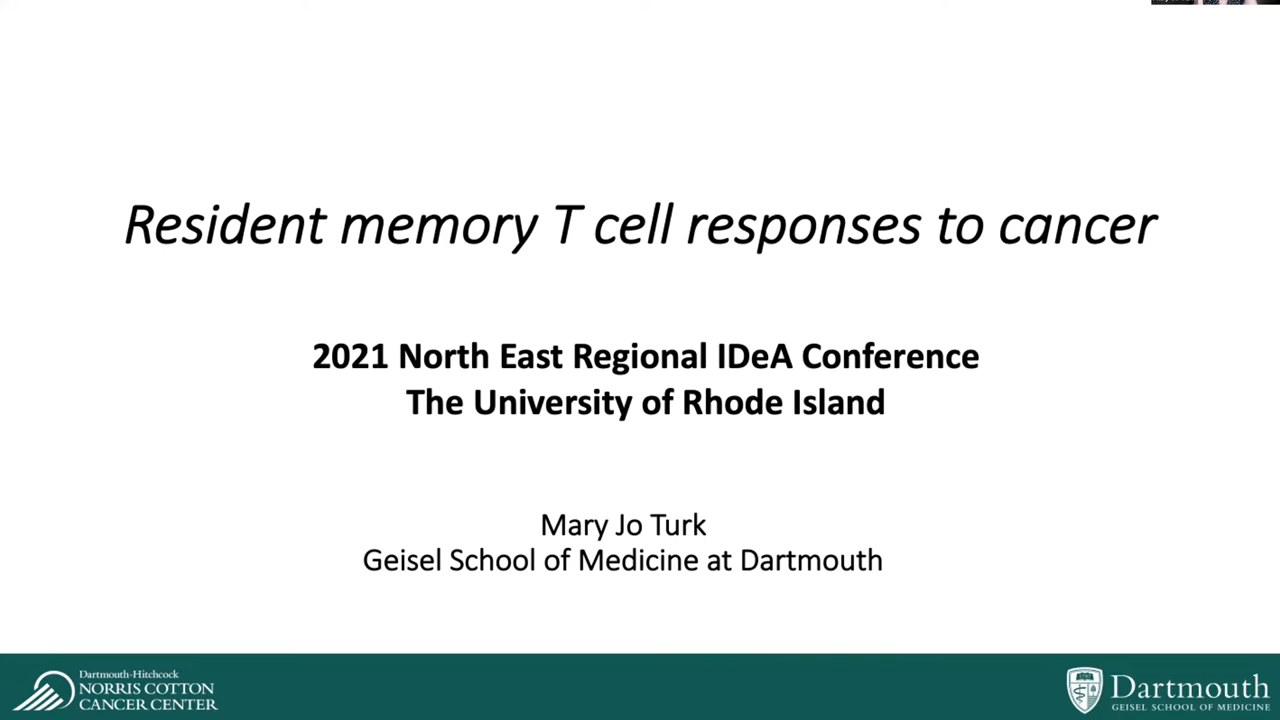 Resident memory T cell responses to cancer
2021 North East Regional IDeA Conference
The University of Rhode Island
Mary Jo Turk
Geisel School of Medicine at Dartmouth
Dartmouth-Hitchcock
NORRIS COTTON
CANCER CENTER
Dartmouth
GEISEL SCHOOL OF MEDICINE